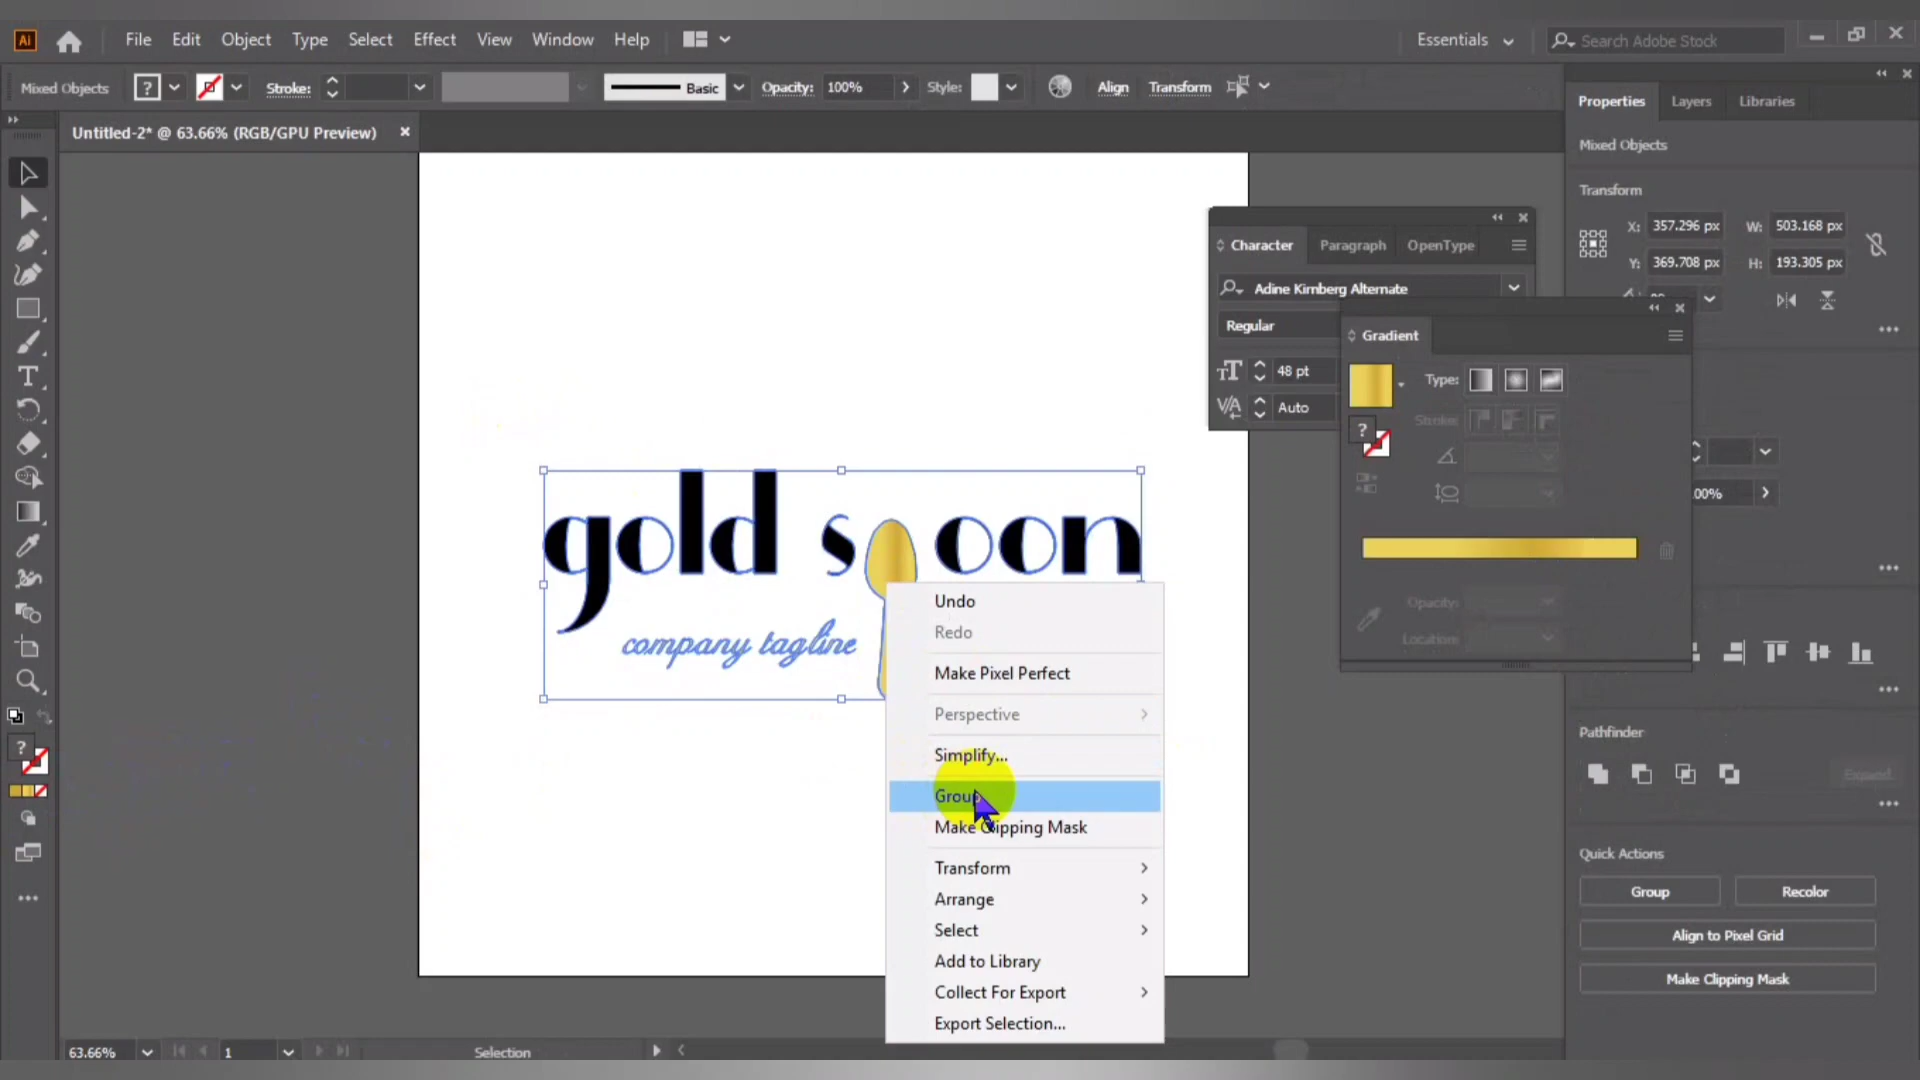 Ai File Edit Object Type Select Effect View Window Help Essentials Search Adobe Stock
Mixed Objects ? Stroke: Basic Opacity: 100% Style: Align Transform
Untitled-2* @ 63.66% (RGB/GPU Preview)
Properties Layers Libraries
Mixed Objects
Transform
X: 357.296 px W: 503.168 px
Y: 369.708 px H: 193.305 px
Character Paragraph OpenType
Adine Kirnberg Alternate
Regular
48 pt
Auto
Gradient
Type:
Stroke:
?
Opacity:
Location:
gold s oon
company tagline
Undo
Redo
Make Pixel Perfect
Perspective
Simplify...
Group
Make Clipping Mask
Transform
Arrange
Select
Add to Library
Collect For Export
Export Selection...
Pathfinder
Expand
Quick Actions
Group Recolor
Align to Pixel Grid
Make Clipping Mask
?
63.66% 1 Selection